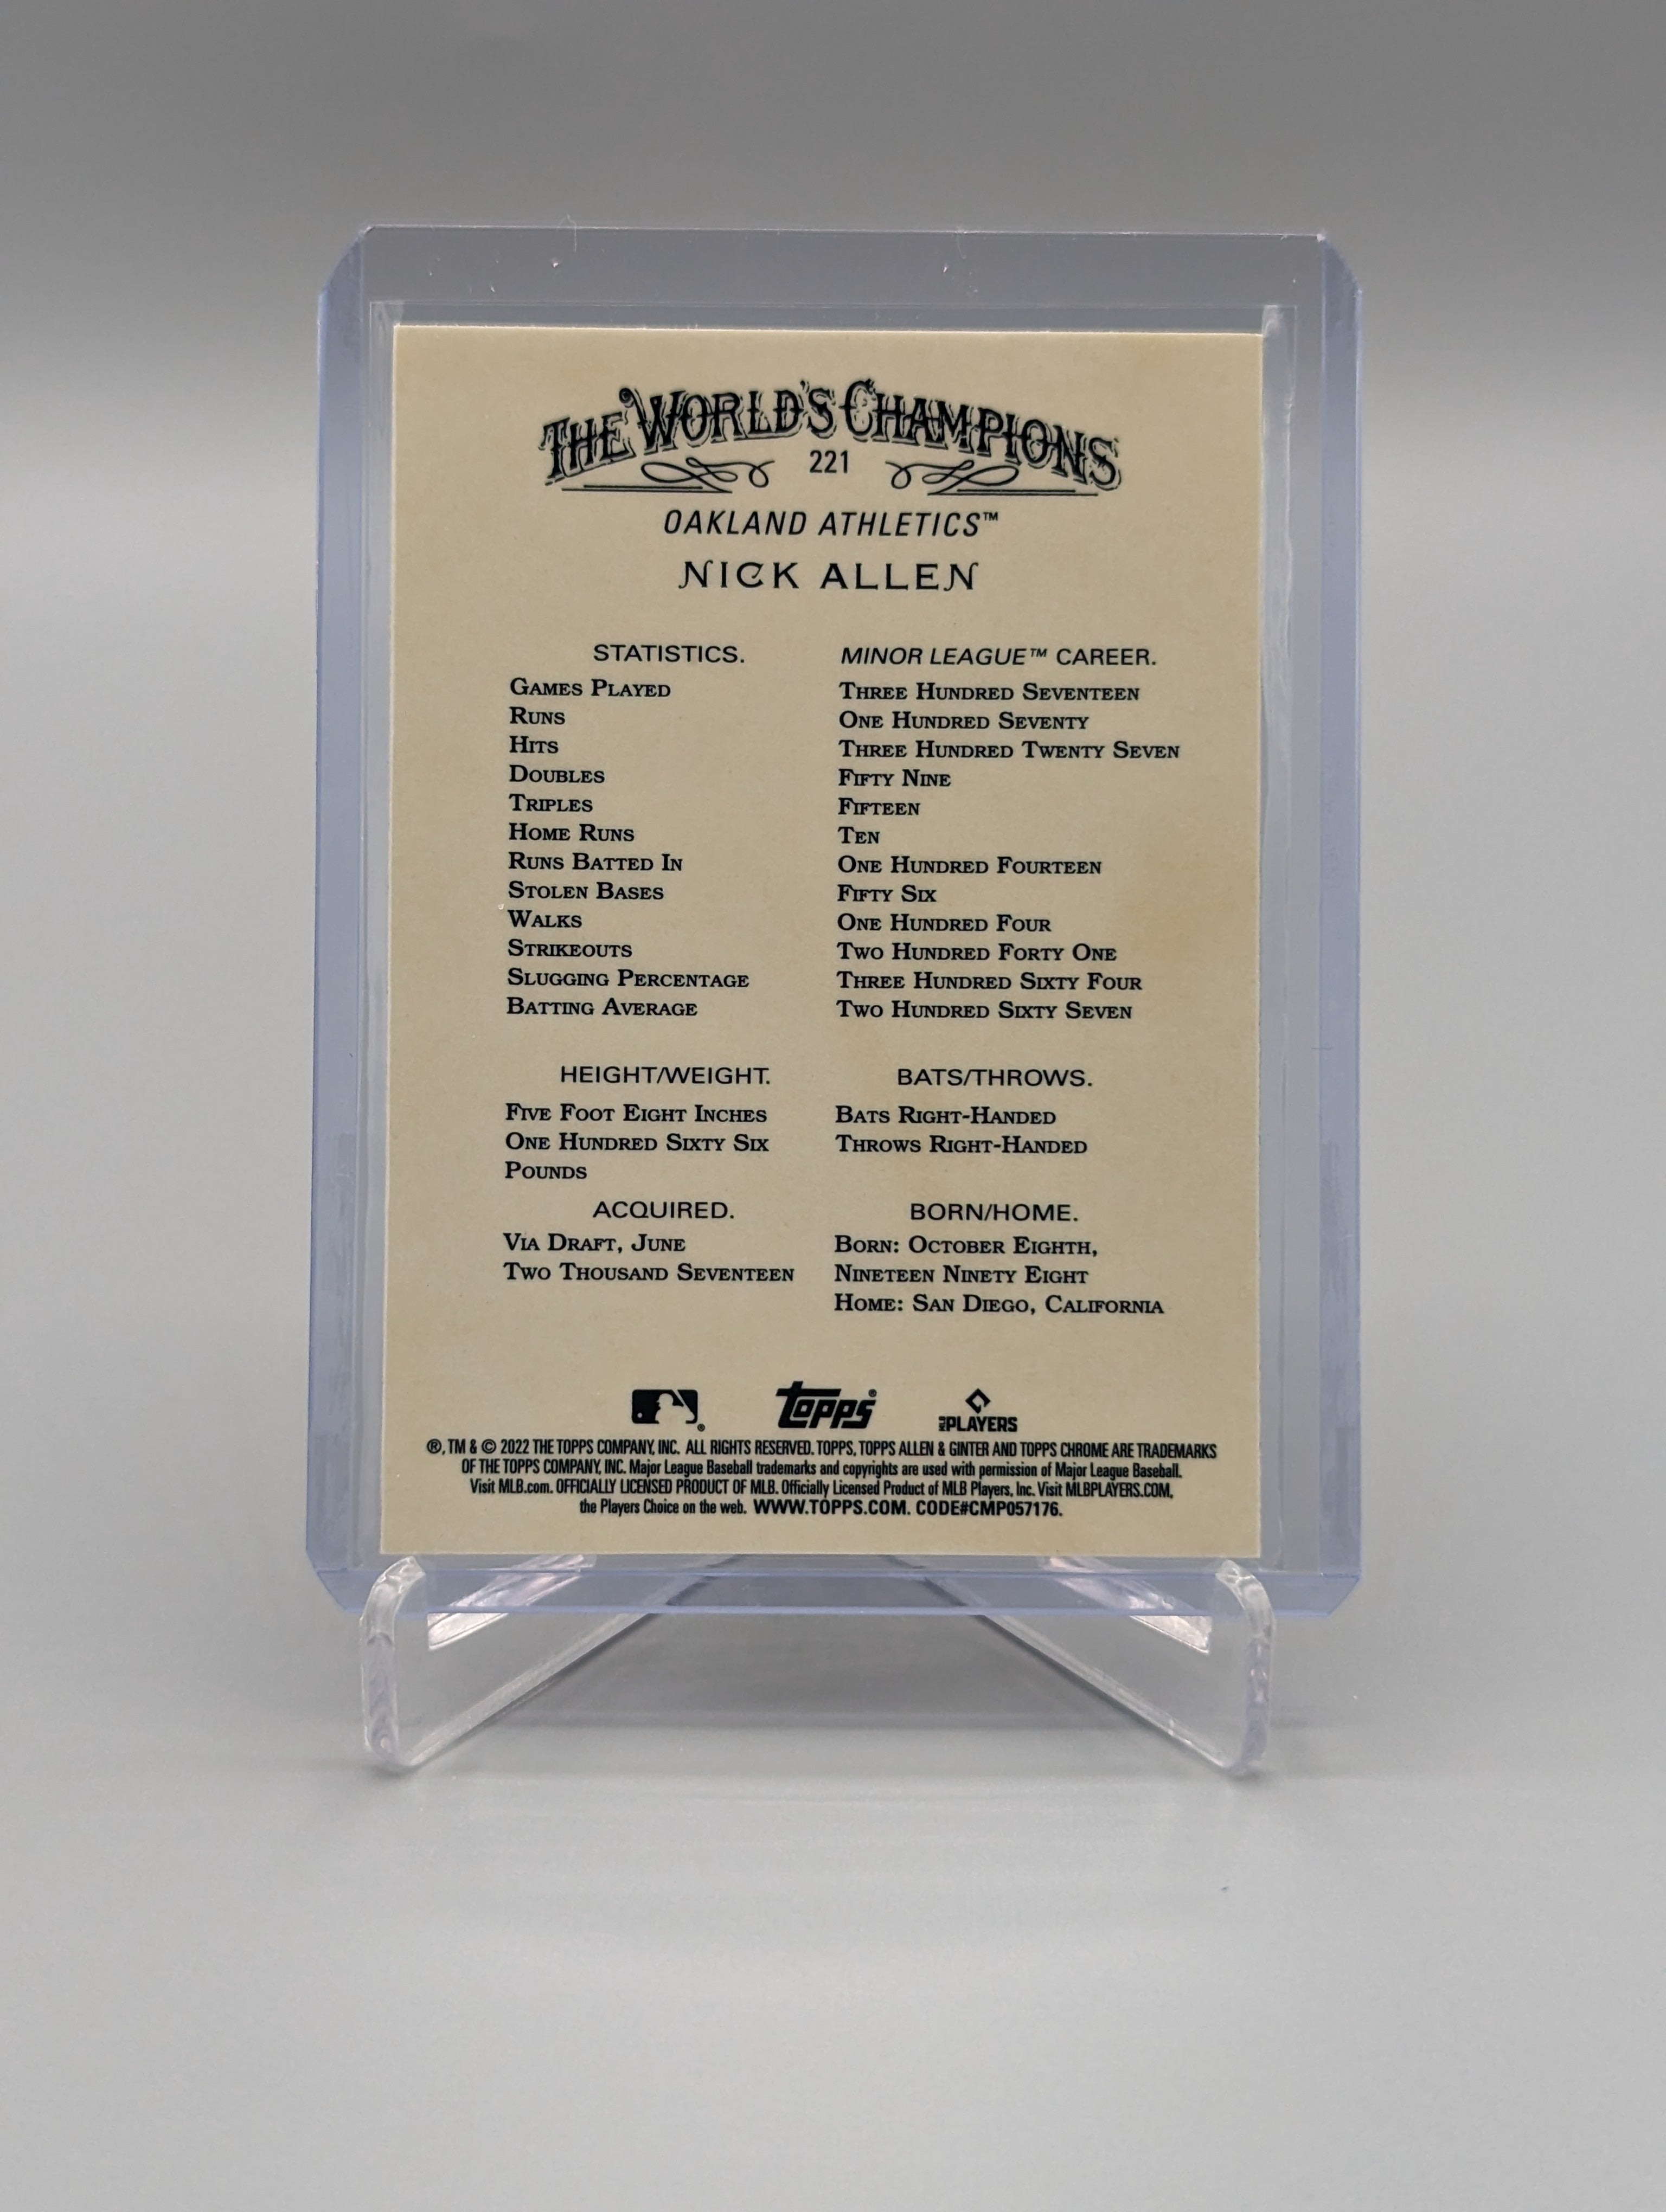 THE WORLD'S CHAMPIONS
221
OAKLAND ATHLETICS™
NICK ALLEN
STATISTICS. MINOR LEAGUE™ CAREER.
GAMES PLAYED THREE HUNDRED SEVENTEEN
RUNS ONE HUNDRED SEVENTY
HITS THREE HUNDRED TWENTY SEVEN
DOUBLES FIFTY NINE
TRIPLES FIFTEEN
HOME RUNS TEN
RUNS BATTED IN ONE HUNDRED FOURTEEN
STOLEN BASES FIFTY SIX
WALKS ONE HUNDRED FOUR
STRIKEOUTS TWO HUNDRED FORTY ONE
SLUGGING PERCENTAGE THREE HUNDRED SIXTY FOUR
BATTING AVERAGE TWO HUNDRED SIXTY SEVEN
HEIGHT/WEIGHT.
FIVE FOOT EIGHT INCHES
ONE HUNDRED SIXTY SIX
POUNDS
BATS/THROWS.
BATS RIGHT-HANDED
THROWS RIGHT-HANDED
ACQUIRED.
VIA DRAFT, JUNE
TWO THOUSAND SEVENTEEN
BORN/HOME.
BORN: OCTOBER EIGHTH,
NINETEEN NINETY EIGHT
HOME: SAN DIEGO, CALIFORNIA
® topps® MLB PLAYERS
®, TM & © 2022 THE TOPPS COMPANY, INC. ALL RIGHTS RESERVED. TOPPS, TOPPS ALLEN & GINTER AND TOPPS CHROME ARE TRADEMARKS
OF THE TOPPS COMPANY, INC. Major League Baseball trademarks and copyrights are used with permission of Major League Baseball.
Visit MLB.com. OFFICIALLY LICENSED PRODUCT OF MLB. Officially Licensed Product of MLB Players, Inc. Visit MLBPLAYERS.COM,
the Players Choice on the web. WWW.TOPPS.COM. CODE#CMP057176.